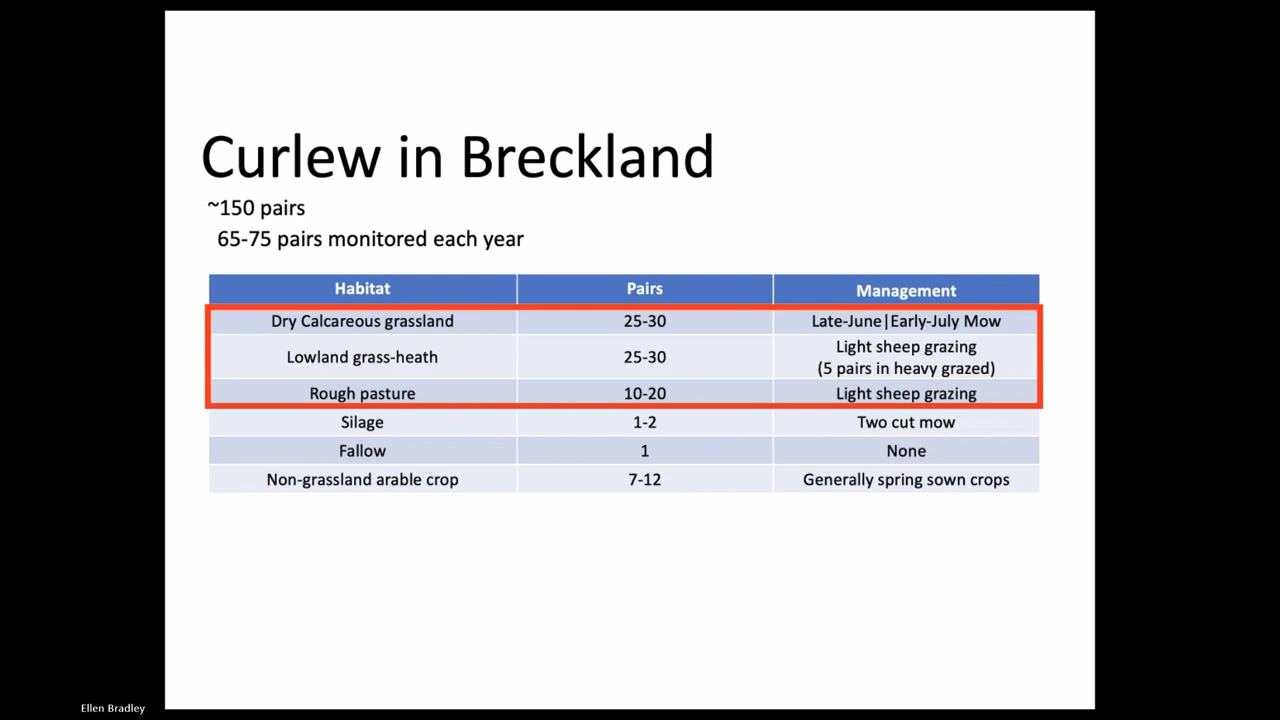 Curlew in Breckland
~150 pairs
65-75 pairs monitored each year
Habitat Pairs Management
Dry Calcareous grassland 25-30 Late-June|Early-July Mow
Lowland grass-heath 25-30 Light sheep grazing
(5 pairs in heavy grazed)
Rough pasture 10-20 Light sheep grazing
Silage 1-2 Two cut mow
Fallow 1 None
Non-grassland arable crop 7-12 Generally spring sown crops
Ellen Bradley